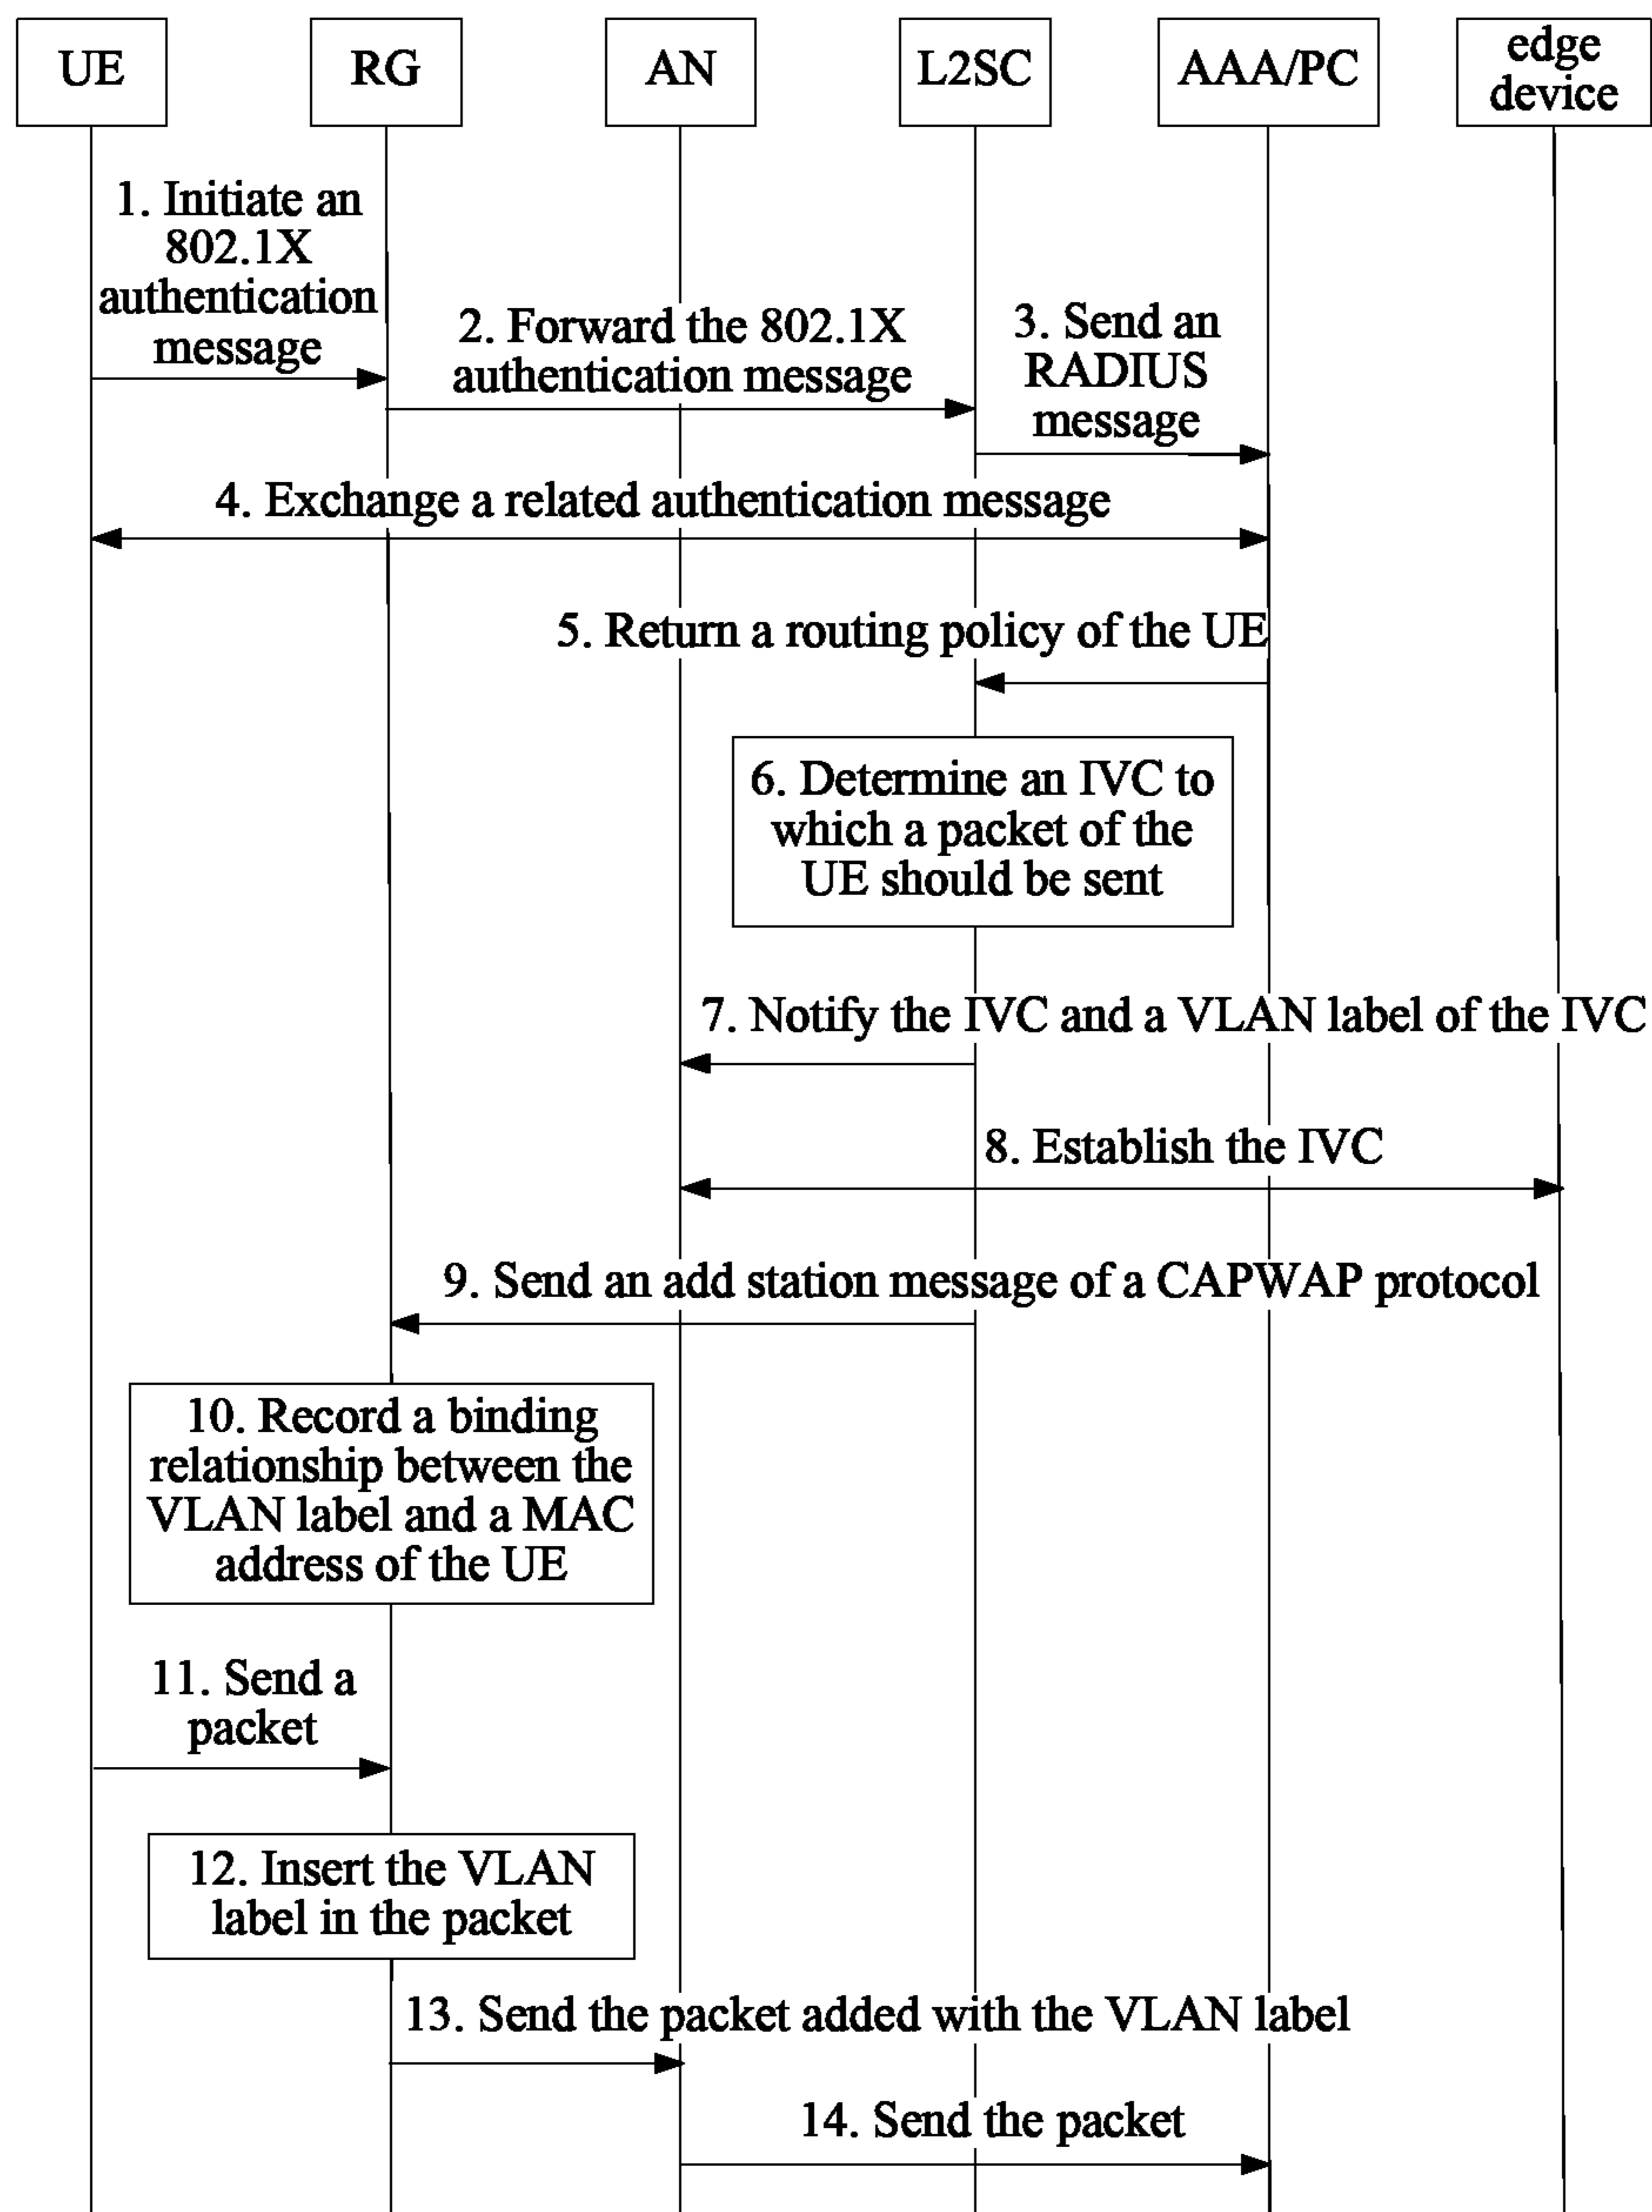 UE
RG
AN
L2SC
AAA/PC
edge
device
1. Initiate an
802.1X
authentication
message
2. Forward the 802.1X
authentication message
3. Send an
RADIUS
message
4. Exchange a related authentication message
5. Return a routing policy of the UE
6. Determine an IVC to
which a packet of the
UE should be sent
7. Notify the IVC and a VLAN label of the IVC
8. Establish the IVC
9. Send an add station message of a CAPWAP protocol
10. Record a binding
relationship between the
VLAN label and a MAC
address of the UE
11. Send a
packet
12. Insert the VLAN
label in the packet
13. Send the packet added with the VLAN label
14. Send the packet